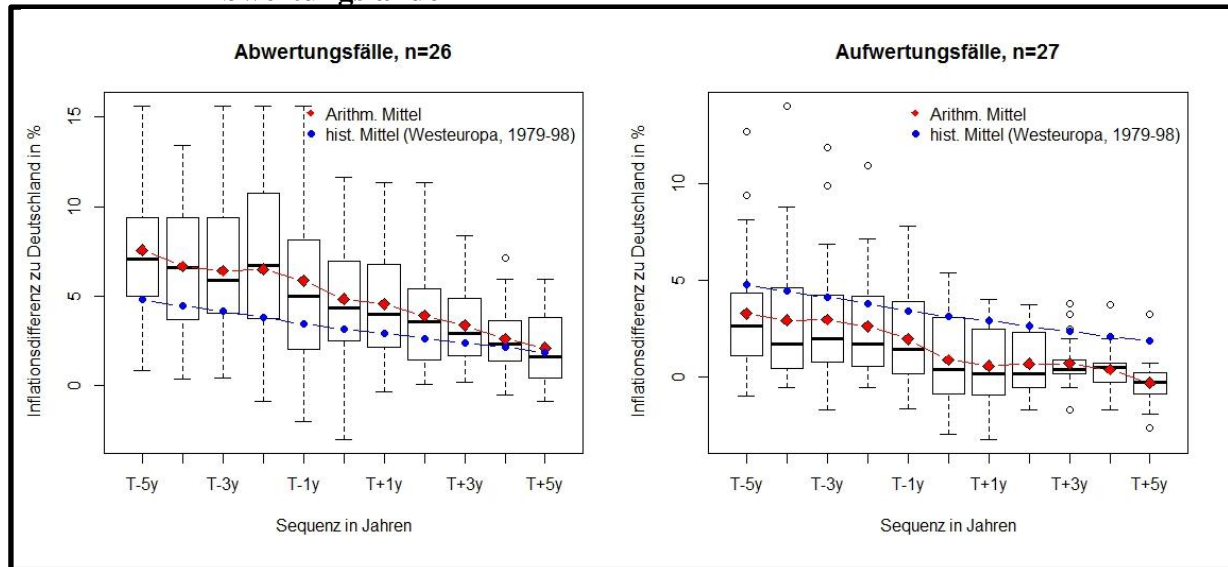 Abwertungsfälle, n=26
Inflationsdifferenz zu Deutschland in %
15
10
5
0
Arithm. Mittel
hist. Mittel (Westeuropa, 1979-98)
T-5y T-3y T-1y T+1y T+3y T+5y
Sequenz in Jahren
Aufwertungsfälle, n=27
Inflationsdifferenz zu Deutschland in %
10
5
0
Arithm. Mittel
hist. Mittel (Westeuropa, 1979-98)
T-5y T-3y T-1y T+1y T+3y T+5y
Sequenz in Jahren